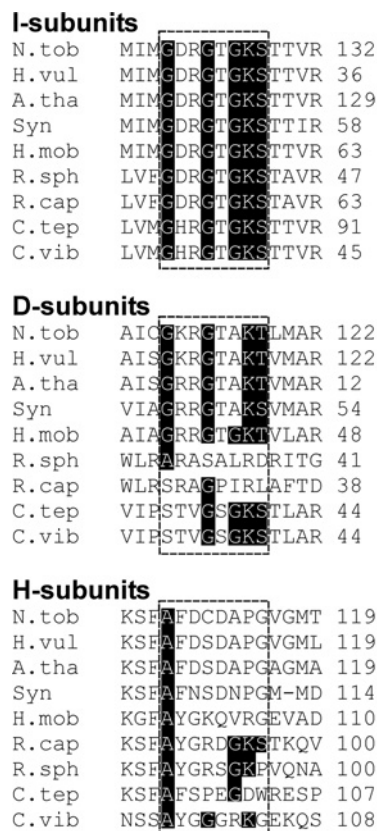 I-subunits
N.tob MIMGDRGTGKSTTVR 132
H.vul MIMGDRGTGKSTTVR 36
A.tha MIMGDRGTGKSTTVR 129
Syn MIMGDRGTGKSTTIR 58
H.mob MIMGDRGTGKSTTVR 63
R.sph LVFGDRGTGKSTAVR 47
R.cap LVFGDRGTGKSTAVR 63
C.tep LVMGHRGTGKSTTVR 91
C.vib LVMGHRGTGKSTTVR 45
D-subunits
N.tob AICGKRGTAKTLMAR 122
H.vul AISGKRGTAKTVMAR 122
A.tha AISGRRGTAKTVMAR 12
Syn VIAGRRGTAKSVMAR 54
H.mob AIAGRRGTGKTVLAR 48
R.sph WLRARASALRDRITG 41
R.cap WLRSRAGPIRLAFTD 38
C.tep VIPSTVGSGKSTLAR 44
C.vib VIPSTVGSGKSTLAR 44
H-subunits
N.tob KSFAFDCDAPGVGMT 119
H.vul KSFAFDSDAPGVGML 119
A.tha KSFAFDSDAPGAGMA 119
Syn KSFAFNSDNPGM-MD 114
H.mob KGFAYGKQVRGEVAD 110
R.cap KSFAYGRDGKSTKQV 100
R.sph KSFAYGRSGKPVQNA 100
C.tep KSFAFSPEGDWRESP 107
C.vib NSSAYGGGRKGEKQS 108